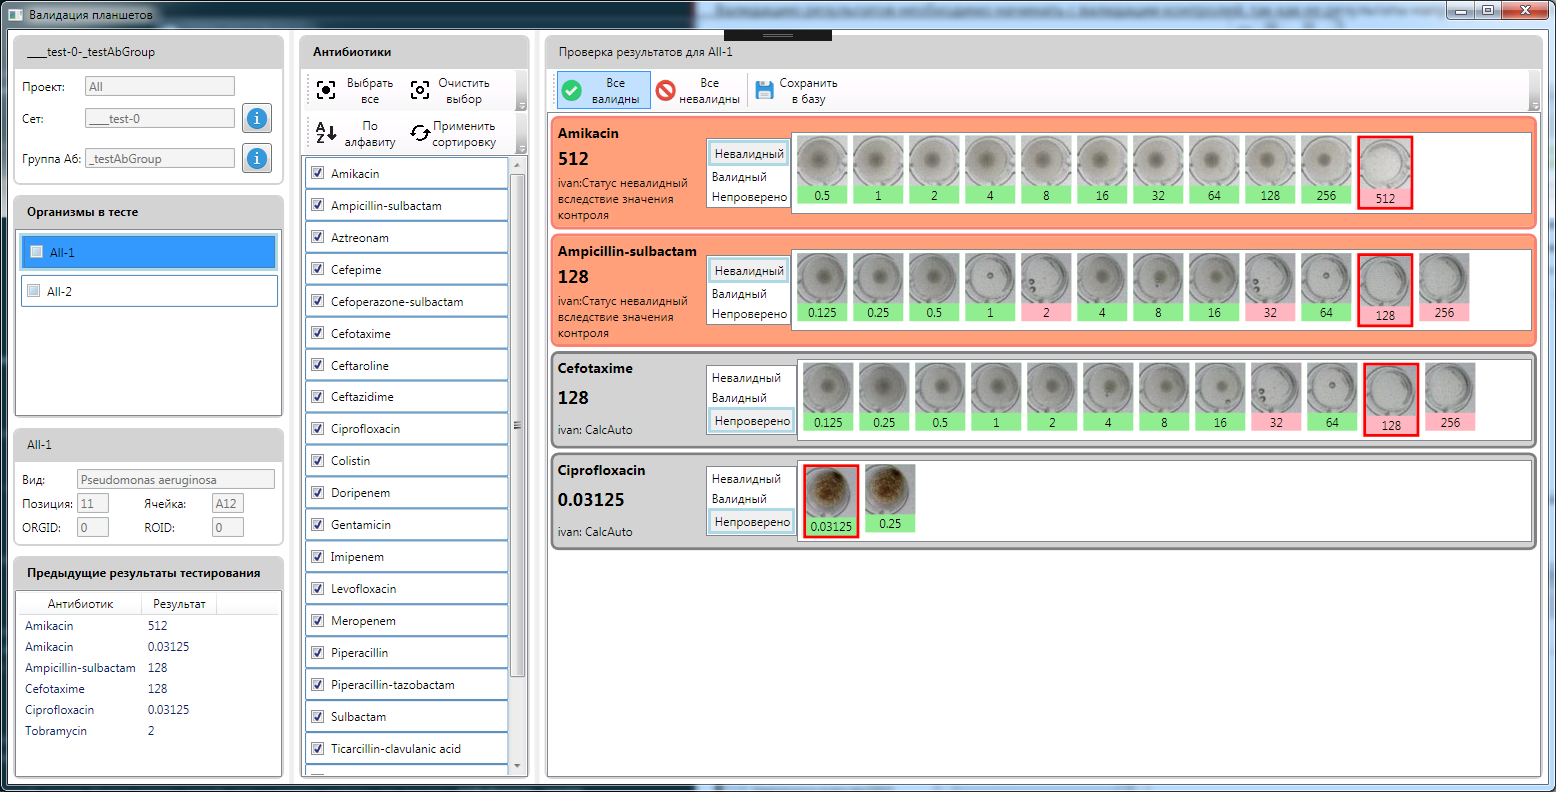 Валидация планшетов
____test-0-_testAbGroup
Проект:
All
Сет:
____test-0
Группа Аб:
_testAbGroup
Организмы в тесте
All-1
All-2
All-1
Вид:
Pseudomonas aeruginosa
Позиция:
11
Ячейка:
A12
ORGID:
0
ROID:
0
Предыдущие результаты тестирования
Антибиотик Результат
Amikacin 512
Amikacin 0.03125
Ampicillin-sulbactam 128
Cefotaxime 128
Ciprofloxacin 0.03125
Tobramycin 2
Антибиотики
Выбрать
все
Очистить
выбор
По
алфавиту
Применить
сортировку
Amikacin
Ampicillin-sulbactam
Aztreonam
Cefepime
Cefoperazone-sulbactam
Cefotaxime
Ceftaroline
Ceftazidime
Ciprofloxacin
Colistin
Doripenem
Gentamicin
Imipenem
Levofloxacin
Meropenem
Piperacillin
Piperacillin-tazobactam
Sulbactam
Ticarcillin-clavulanic acid
Проверка результатов для All-1
Все
валидны
Все
невалидны
Сохранить
в базу
Amikacin
512
ivan:Статус невалидный
вследствие значения
контроля
Невалидный
Валидный
Непроверено
0.5 1 2 4 8 16 32 64 128 256 512
Ampicillin-sulbactam
128
ivan:Статус невалидный
вследствие значения
контроля
Невалидный
Валидный
Непроверено
0.125 0.25 0.5 1 2 4 8 16 32 64 128 256
Cefotaxime
128
ivan: CalcAuto
Невалидный
Валидный
Непроверено
0.125 0.25 0.5 1 2 4 8 16 32 64 128 256
Ciprofloxacin
0.03125
ivan: CalcAuto
Невалидный
Валидный
Непроверено
0.03125 0.25